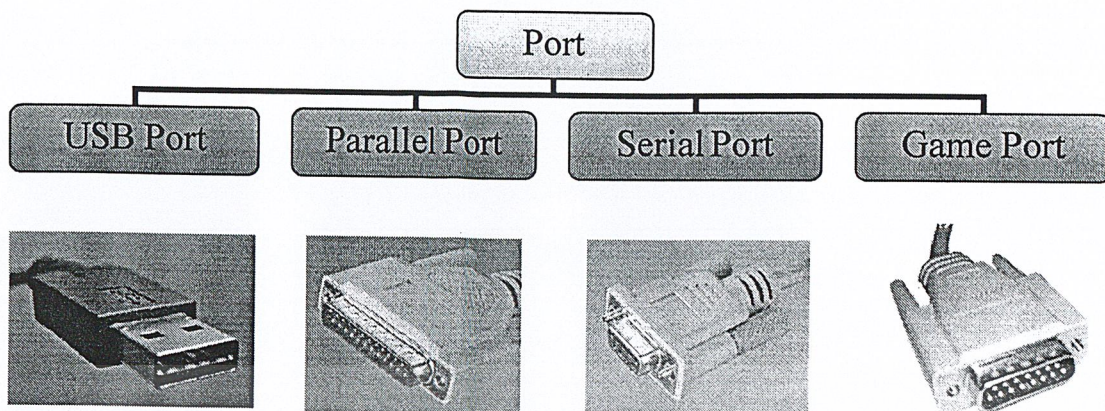 Port
USB Port
Parallel Port
Serial Port
Game Port